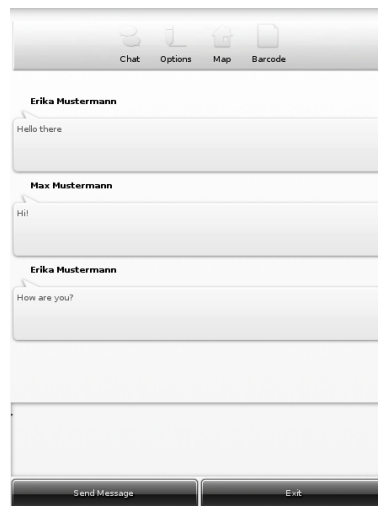 Chat Options Map Barcode
Erika Mustermann
Hello there
Max Mustermann
Hi!
Erika Mustermann
How are you?
Send Message Exit